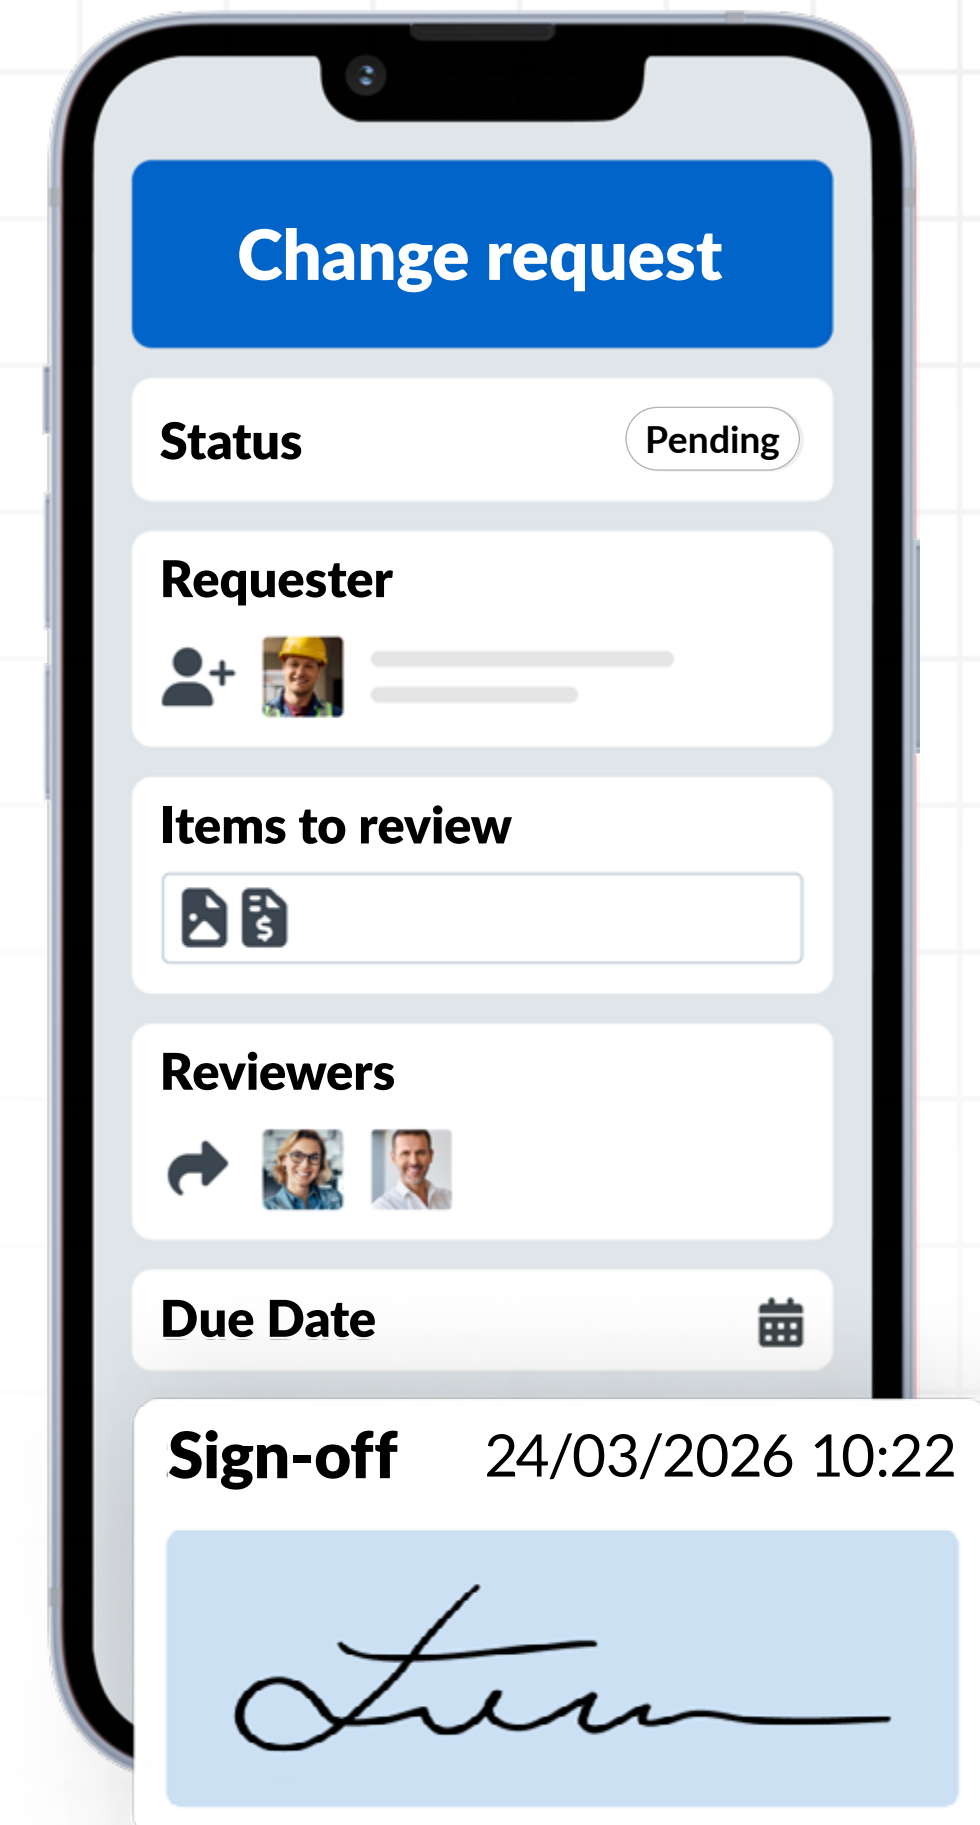 Change request
Status Pending
Requester
Items to review
$
Reviewers
Due Date
Sign-off 24/03/2026 10:22